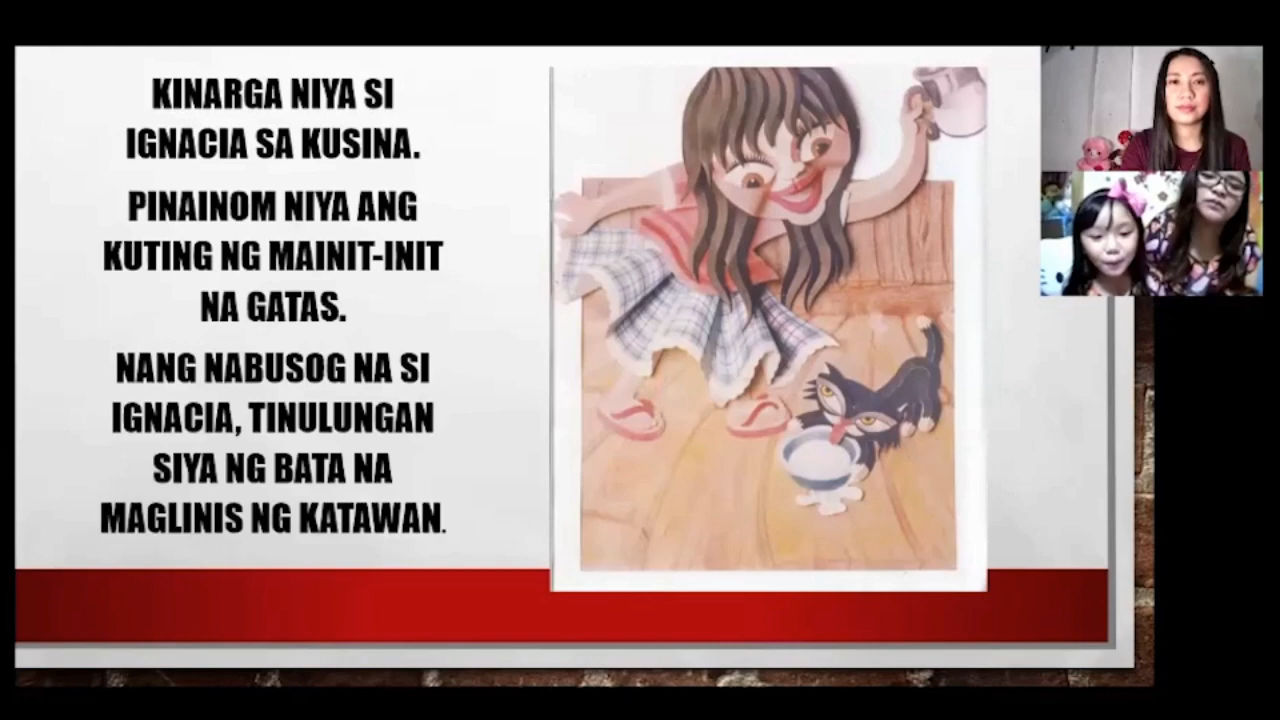 KINARGA NIYA SI
IGNACIA SA KUSINA.
PINAINOM NIYA ANG
KUTING NG MAINIT-INIT
NA GATAS.
NANG NABUSOG NA SI
IGNACIA, TINULUNGAN
SIYA NG BATA NA
MAGLINIS NG KATAWAN.